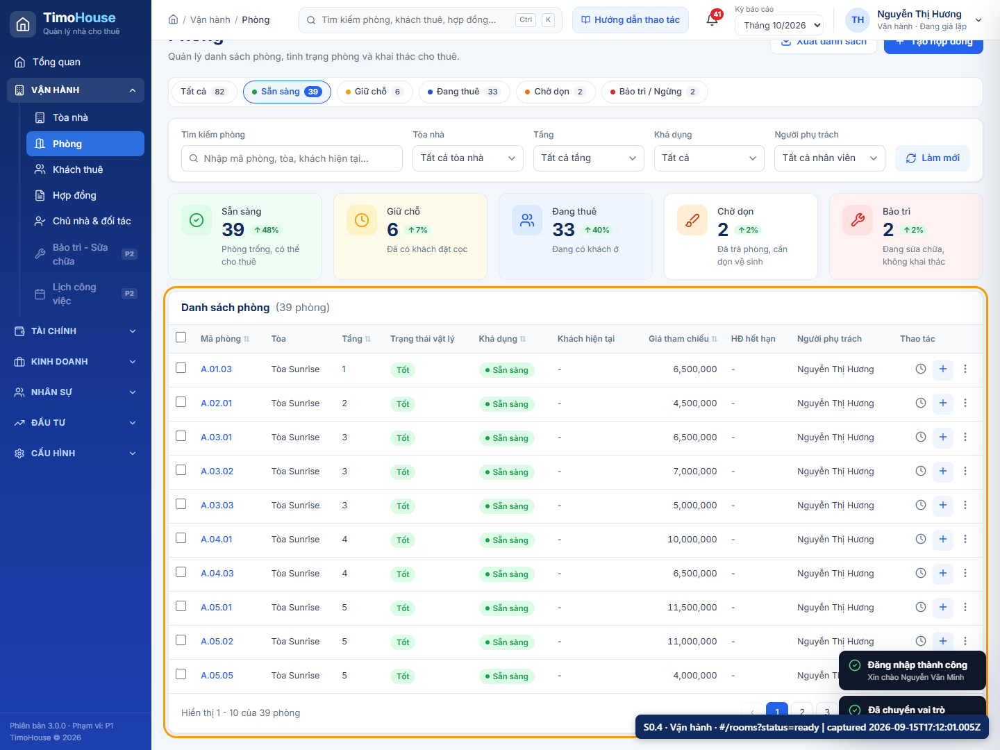 TimoHouse
Quản lý nhà cho thuê
Tổng quan
VẬN HÀNH
Tòa nhà
Phòng
Khách thuê
Hợp đồng
Chủ nhà & đối tác
Bảo trì - Sửa chữa P2
Lịch công việc P2
TÀI CHÍNH
KINH DOANH
NHÂN SỰ
ĐẦU TƯ
CẤU HÌNH
Phiên bản 3.0.0 · Phạm vi: P1
TimoHouse © 2026
/ Vận hành / Phòng
Tìm kiếm phòng, khách thuê, hợp đồng... Ctrl K
Hướng dẫn thao tác
41
Kỳ báo cáo
Tháng 10/2026
TH
Nguyễn Thị Hương
Vận hành · Đang giả lập
Phòng
Quản lý danh sách phòng, tình trạng phòng và khai thác cho thuê.
Xuất danh sách
Tạo hợp đồng
Tất cả 82
Sẵn sàng 39
Giữ chỗ 6
Đang thuê 33
Chờ dọn 2
Bảo trì / Ngừng 2
Tìm kiếm phòng
Nhập mã phòng, tòa, khách hiện tại...
Tòa nhà
Tất cả tòa nhà
Tầng
Tất cả tầng
Khả dụng
Tất cả
Người phụ trách
Tất cả nhân viên
Làm mới
Sẵn sàng
39 ↑ 48%
Phòng trống, có thể cho thuê
Giữ chỗ
6 ↑ 7%
Đã có khách đặt cọc
Đang thuê
33 ↑ 40%
Đang có khách ở
Chờ dọn
2 ↑ 2%
Đã trả phòng, cần dọn vệ sinh
Bảo trì
2 ↑ 2%
Đang sửa chữa, không khai thác
Danh sách phòng (39 phòng)
Mã phòng Tòa Tầng Trạng thái vật lý Khả dụng Khách hiện tại Giá tham chiếu HĐ hết hạn Người phụ trách Thao tác
A.01.03 Tòa Sunrise 1 Tốt Sẵn sàng - 6,500,000 - Nguyễn Thị Hương
A.02.01 Tòa Sunrise 2 Tốt Sẵn sàng - 4,500,000 - Nguyễn Thị Hương
A.03.01 Tòa Sunrise 3 Tốt Sẵn sàng - 6,500,000 - Nguyễn Thị Hương
A.03.02 Tòa Sunrise 3 Tốt Sẵn sàng - 7,000,000 - Nguyễn Thị Hương
A.03.03 Tòa Sunrise 3 Tốt Sẵn sàng - 5,000,000 - Nguyễn Thị Hương
A.04.01 Tòa Sunrise 4 Tốt Sẵn sàng - 10,000,000 - Nguyễn Thị Hương
A.04.03 Tòa Sunrise 4 Tốt Sẵn sàng - 6,500,000 - Nguyễn Thị Hương
A.05.01 Tòa Sunrise 5 Tốt Sẵn sàng - 11,500,000 - Nguyễn Thị Hương
A.05.02 Tòa Sunrise 5 Tốt Sẵn sàng - 11,000,000 - Nguyễn Thị Hương
A.05.05 Tòa Sunrise 5 Tốt Sẵn sàng - 4,000,000 - Nguyễn
Hiển thị 1 - 10 của 39 phòng
1 2 3
Đăng nhập thành công
Xin chào Nguyễn Văn Minh
Đã chuyển vai trò
S0.4 · Vận hành · #/rooms?status=ready | captured 2026-09-15T17:12:01.005Z